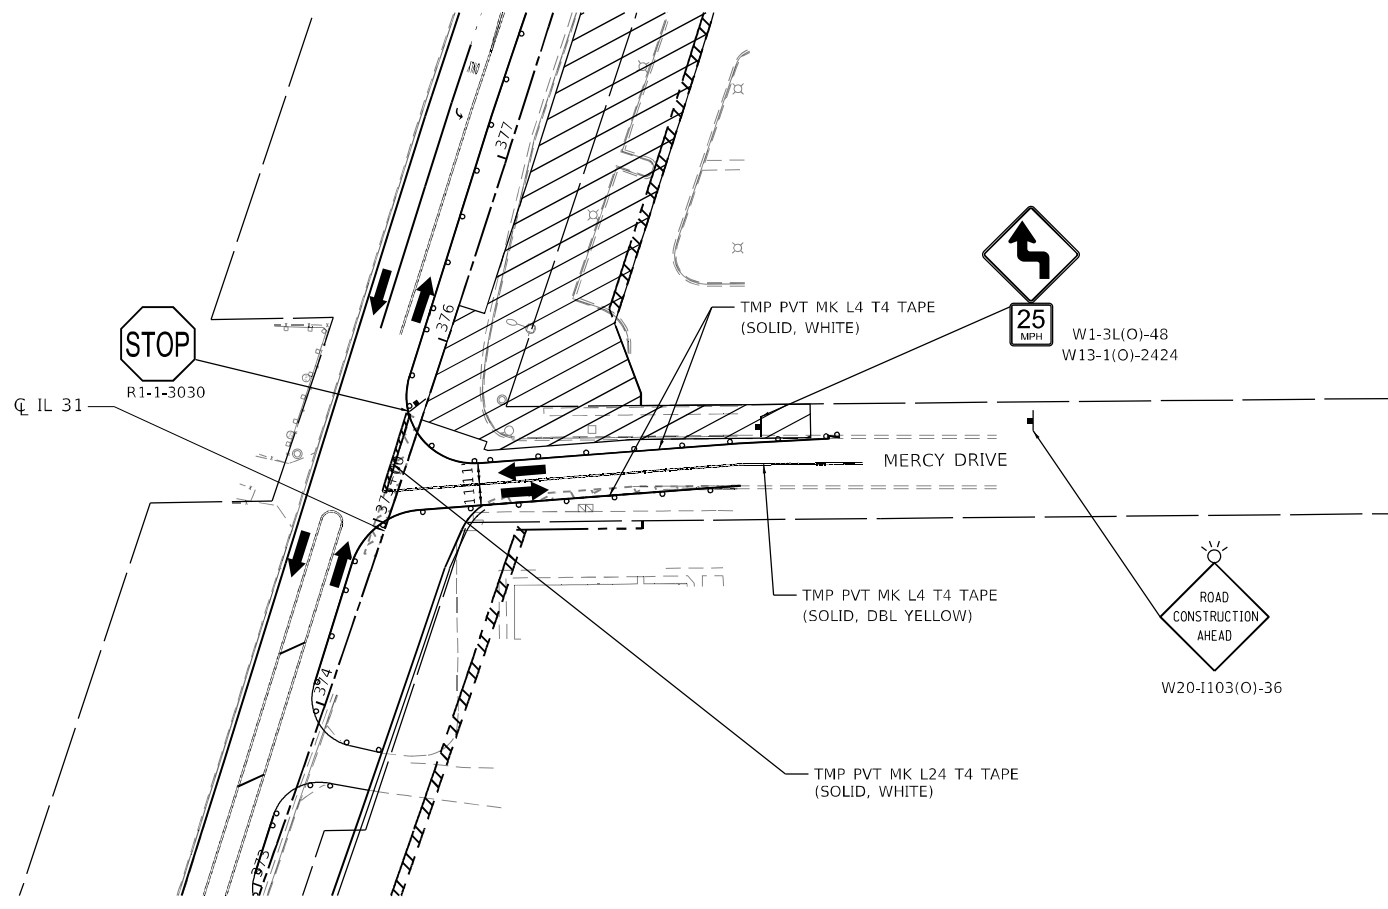 377
376
TMP PVT MK L4 T4 TAPE
(SOLID, WHITE)
STOP
R1-1-3030
25
MPH
W1-3L(O)-48
W13-1(O)-2424
℄ IL 31
MERCY DRIVE
TMP PVT MK L4 T4 TAPE
(SOLID, DBL YELLOW)
ROAD
CONSTRUCTION
AHEAD
W20-I103(O)-36
374
TMP PVT MK L24 T4 TAPE
(SOLID, WHITE)
373